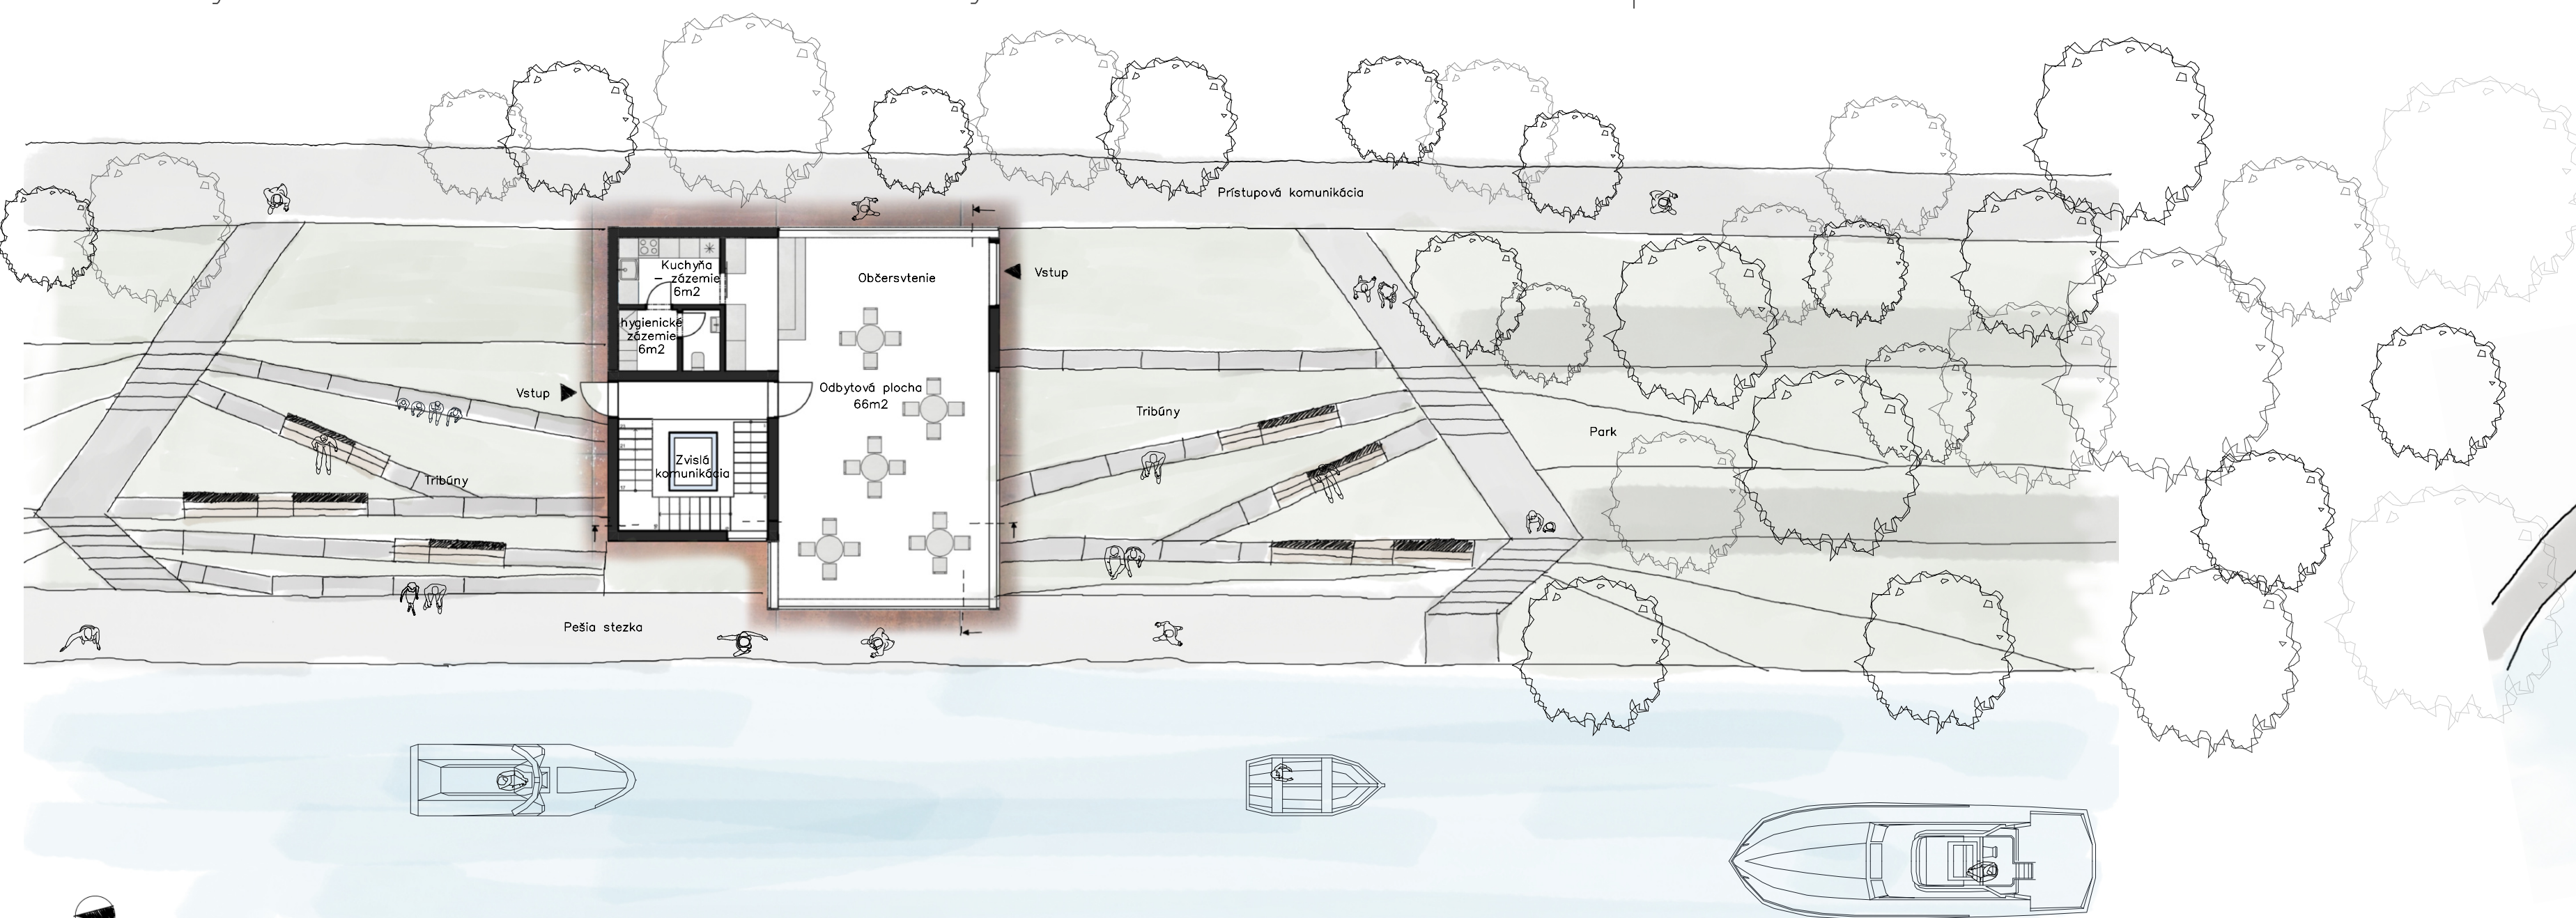 Prístupová komunikácia
Kuchyňa
- zázemie
6m2
Občersvtenie
Vstup
hygienické
zázemie
6m2
Vstup
Odbytová plocha
66m2
Tribúny
Park
Zvislá
komunikácia
Tribúny
Pešia stezka